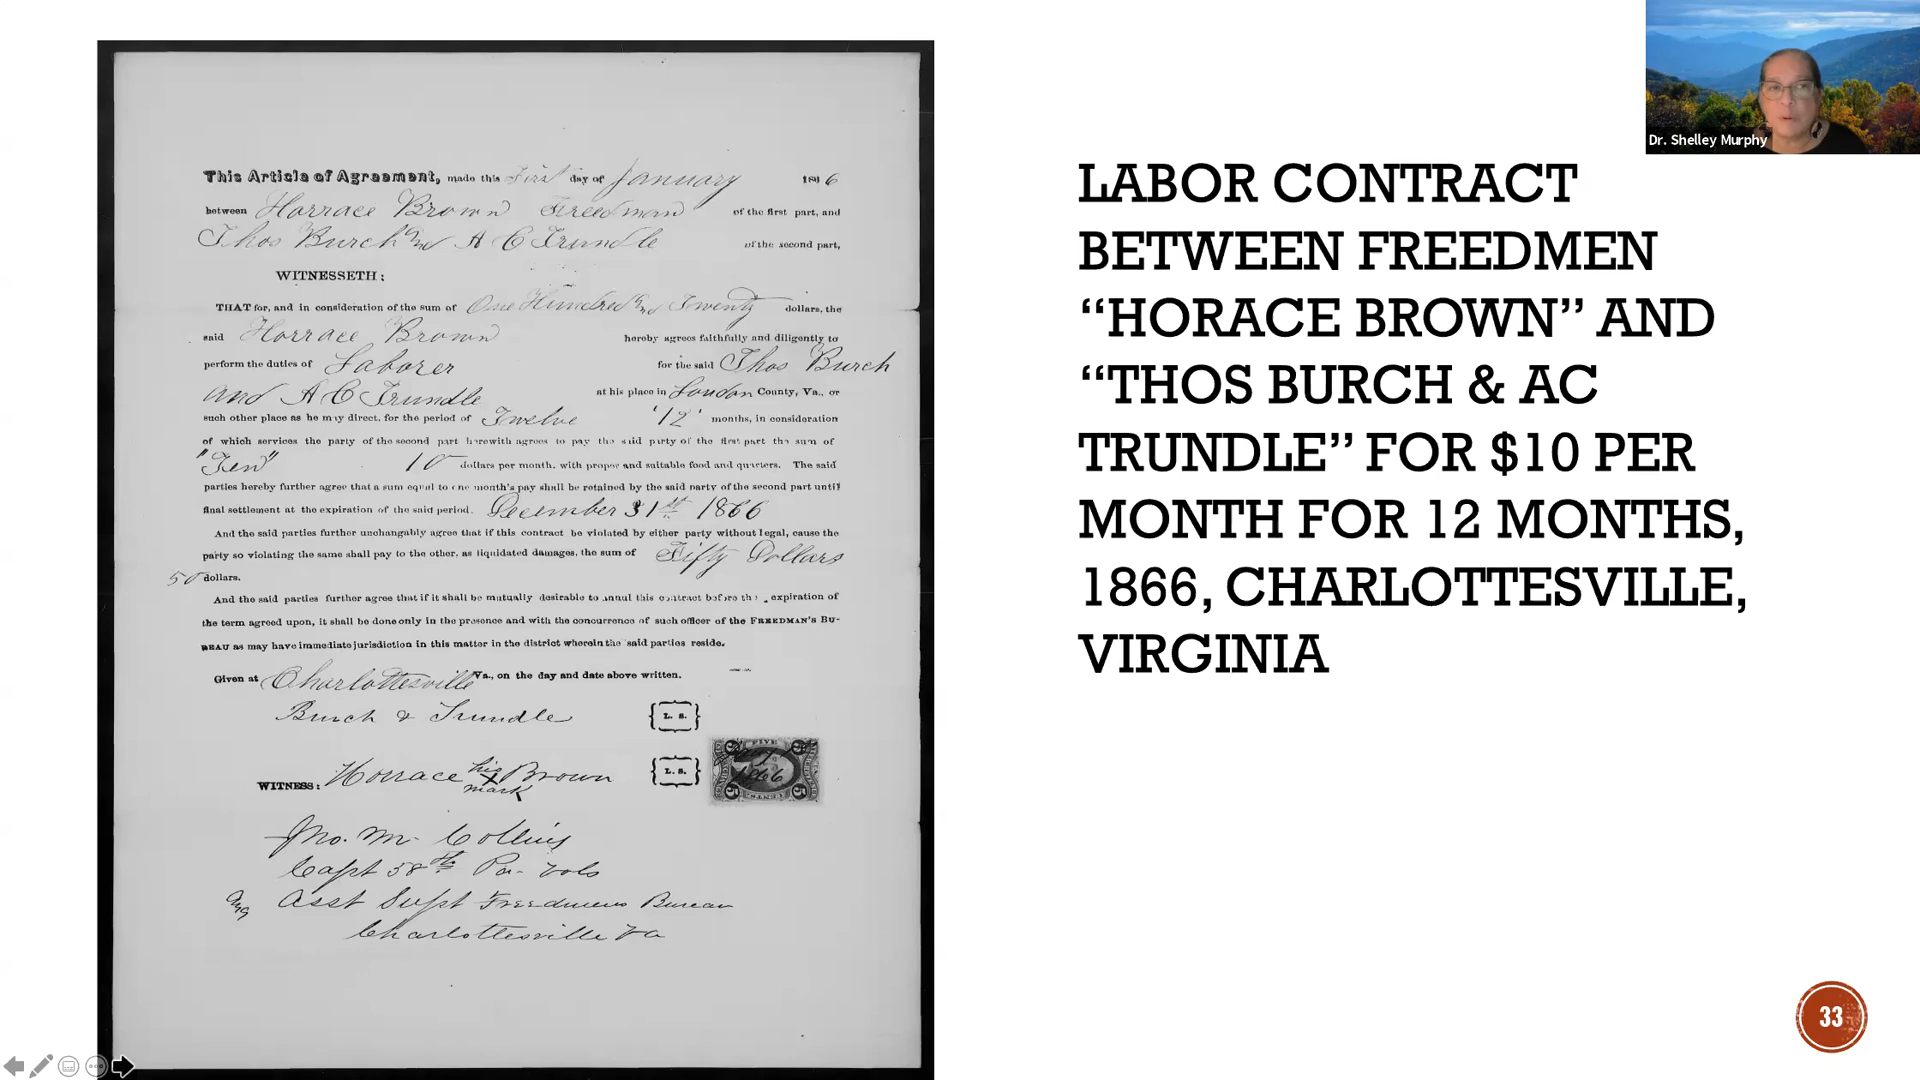 This Article of Agreement, made this First day of January 1866
between Horrace Brown Freedman of the first part, and
Thos Burch and A C Trundle of the second part,
WITNESSETH:
THAT for, and in consideration of the sum of One Hundred and Twenty dollars, the
said Horrace Brown hereby agrees faithfully and diligently to
perform the duties of Laborer for the said Thos Burch
and A C Trundle at his place in Loudon County, Va., or
such other place as he may direct, for the period of Twelve "12" months, in consideration
of which services the party of the second part herewith agrees to pay the said party of the first part the sum of
"Ten" 10 dollars per month, with proper and suitable food and quarters. The said
parties hereby further agree that a sum equal to one month's pay shall be retained by the said party of the second part until
final settlement at the expiration of the said period. December 31st 1866
And the said parties further unchangably agree that if this contract be violated by either party without legal, cause the
party so violating the same shall pay to the other, as liquidated damages, the sum of Fifty Dollars
50 dollars.
And the said parties further agree that if it shall be mutually desirable to annul this contract before the expiration of
the term agreed upon, it shall be done only in the presence and with the concurrence of such officer of the FREEDMAN'S BU-
REAU as may have immediate jurisdiction in this matter in the district wherein the said parties reside.
Given at Charlottesville Va., on the day and date above written.
Burch & Trundle L. S.
WITNESS: Horrace his X mark Brown L. S.
FIVE
5 5
1866
5 CENTS 5
Jno. M. Collins
Capt 58th Pa. Vols
Asst Supt Freedmens Bureau
Charlottesville Va
Dr. Shelley Murphy
LABOR CONTRACT
BETWEEN FREEDMEN
“HORACE BROWN” AND
“THOS BURCH & AC
TRUNDLE” FOR $10 PER
MONTH FOR 12 MONTHS,
1866, CHARLOTTESVILLE,
VIRGINIA
33